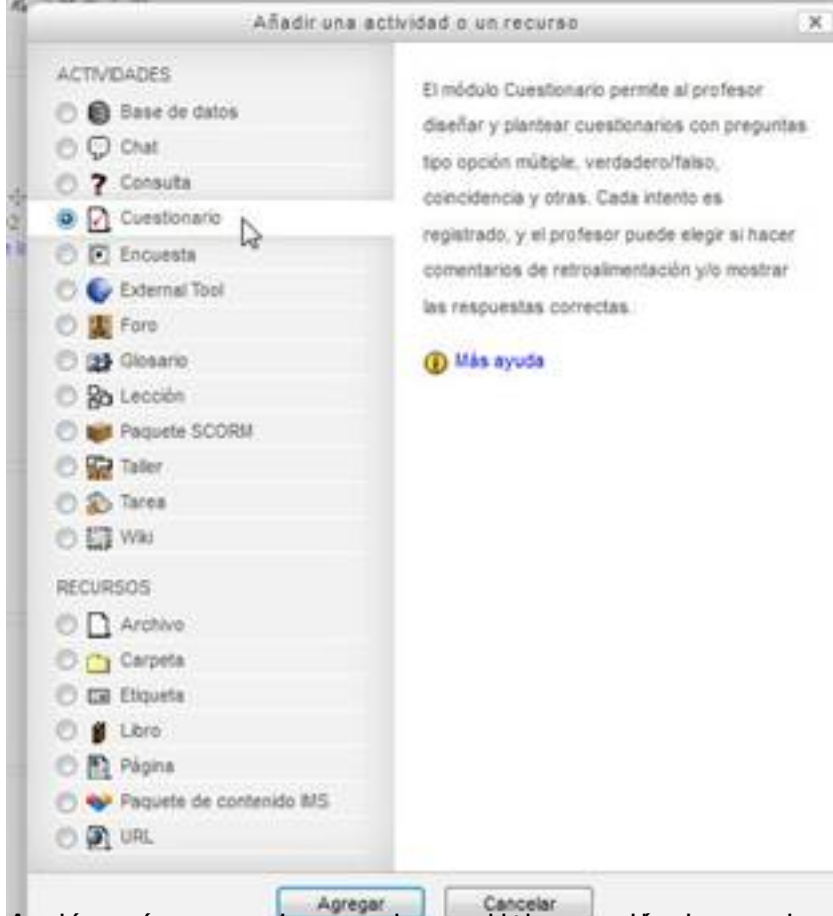 Añadir una actividad o un recurso
ACTIVIDADES
Base de datos
Chat
Consulta
Cuestionario
Encuesta
External Tool
Foro
Glosario
Lección
Paquete SCORM
Taller
Tarea
Wiki
RECURSOS
Archivo
Carpeta
Etiqueta
Libro
Página
Paquete de contenido IMS
URL
El módulo Cuestionario permite al profesor
diseñar y plantear cuestionarios con preguntas
tipo opción múltiple, verdadero/falso,
coincidencia y otras. Cada intento es
registrado, y el profesor puede elegir si hacer
comentarios de retroalimentación y/o mostrar
las respuestas correctas.
Más ayuda
Agregar
Cancelar